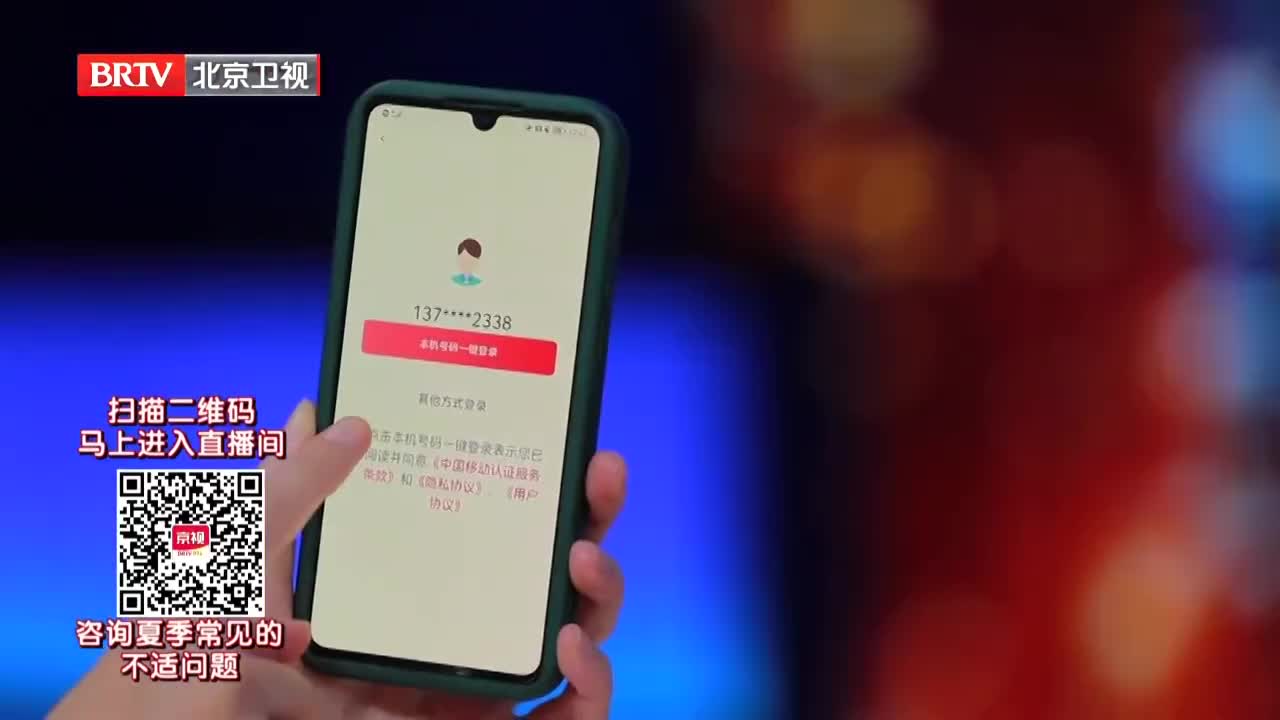 BRTV 北京卫视
137****2338
本机号码一键登录
其他方式登录
点击本机号码一键登录表示您已
阅读并同意《中国移动认证服务
条款》和《隐私协议》、《用户
协议》
扫描二维码
马上进入直播间
京视
咨询夏季常见的
不适问题